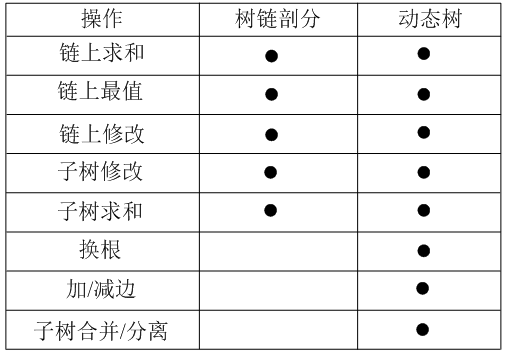 操作 树链剖分 动态树
链上求和 ● ●
链上最值 ● ●
链上修改 ● ●
子树修改 ● ●
子树求和 ● ●
换根 ●
加/减边 ●
子树合并/分离 ●